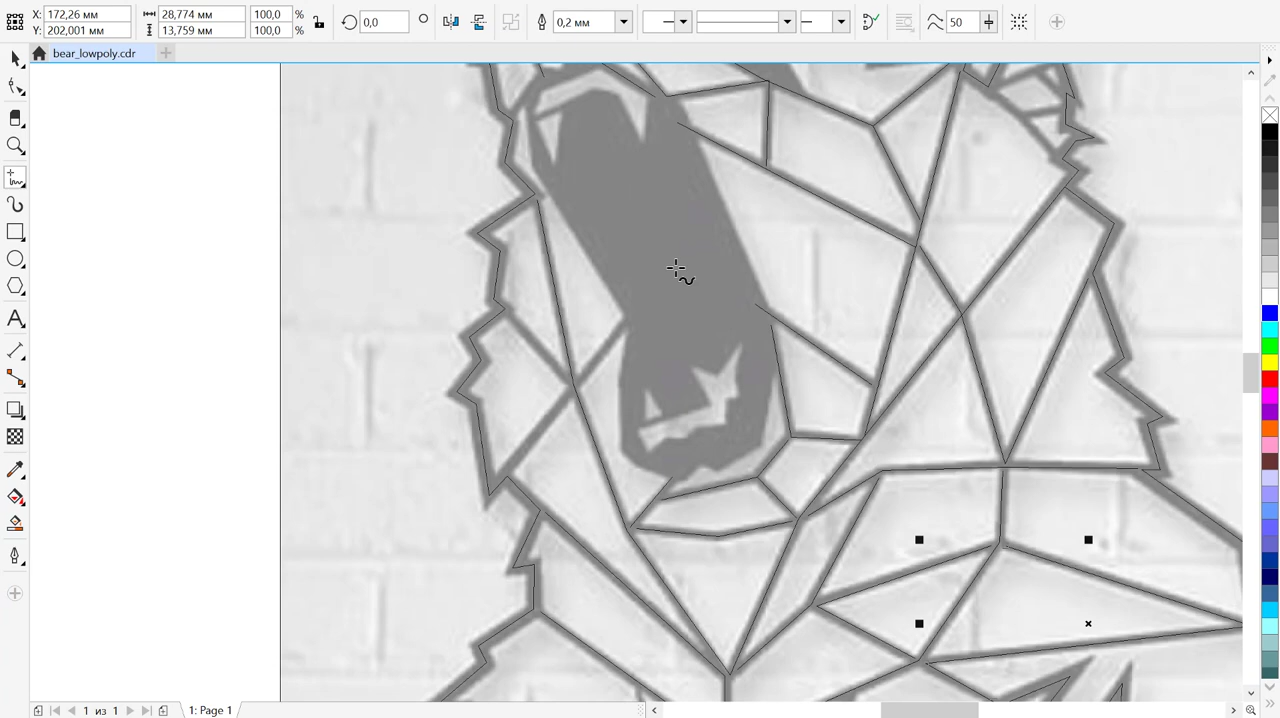 X: 172,26 мм
Y: 202,001 мм
28,774 мм
13,759 мм
100,0 %
100,0 %
0,0
0,2 мм
50
bear_lowpoly.cdr
1 из 1
1: Page 1